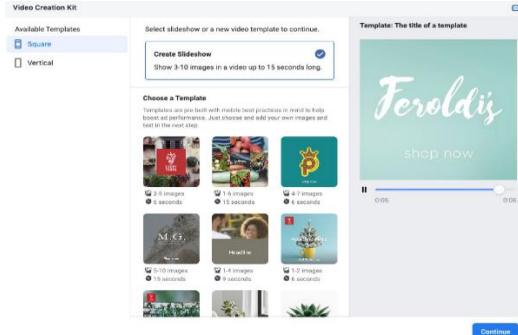 Video Creation Kit
Available Templates
Square
Vertical
Select slideshow or a new video template to continue.
Create Slideshow
Show 3-10 images in a video up to 15 seconds long.
Choose a Template
Templates are pre built with mobile best practices in mind to help
boost ad performance. Just choose and add your own images and
text in the next step.
6 seconds
1-6 images
15 seconds
4-7 images
6 seconds
M.G.
5-10 images
15 seconds
Headline
1-4 images
9 seconds
1-2 images
6 seconds
Template: The title of a template
Feroldi's
shop now
0:05
0:06
Continue